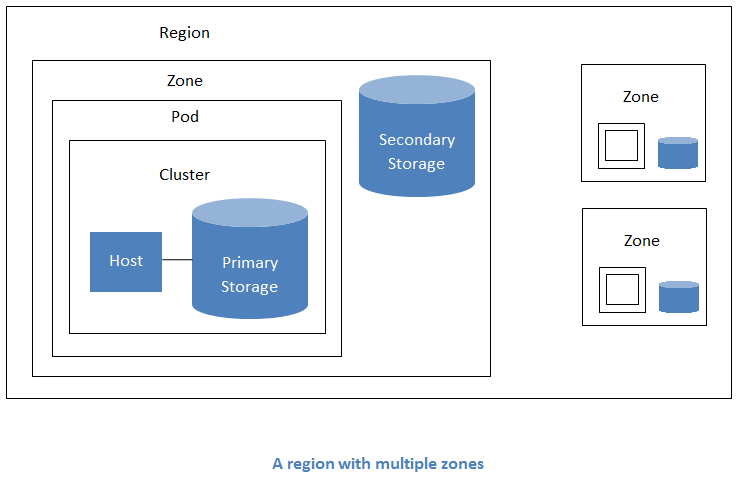 Region
Zone
Pod
Cluster
Host
Primary
Storage
Secondary
Storage
Zone
Zone
A region with multiple zones